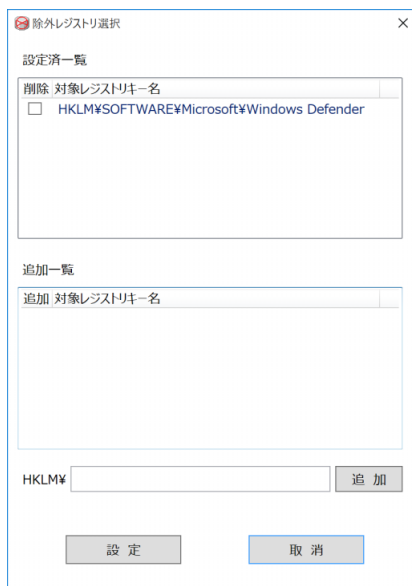 除外レジストリ選択
設定済一覧
削除 対象レジストリキー名
HKLM¥SOFTWARE¥Microsoft¥Windows Defender
追加一覧
追加 対象レジストリキー名
HKLM¥ 追 加
設 定 取 消